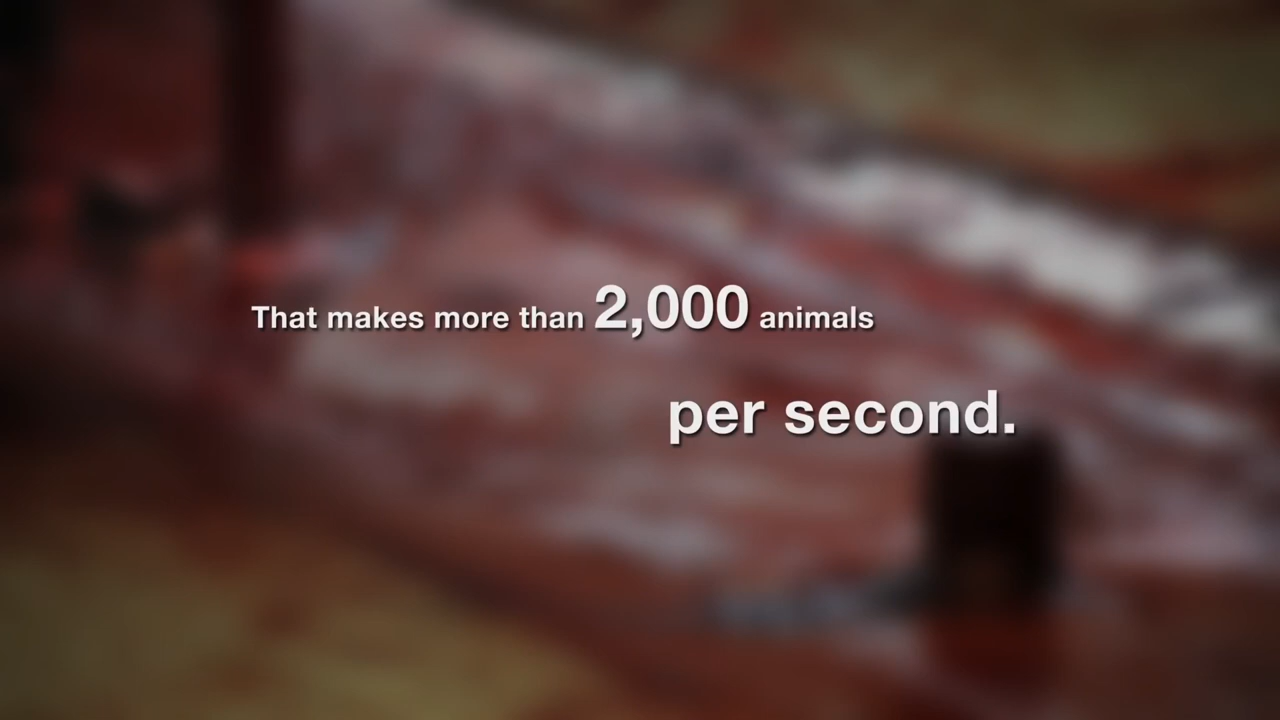 That makes more than 2,000 animals
per second.